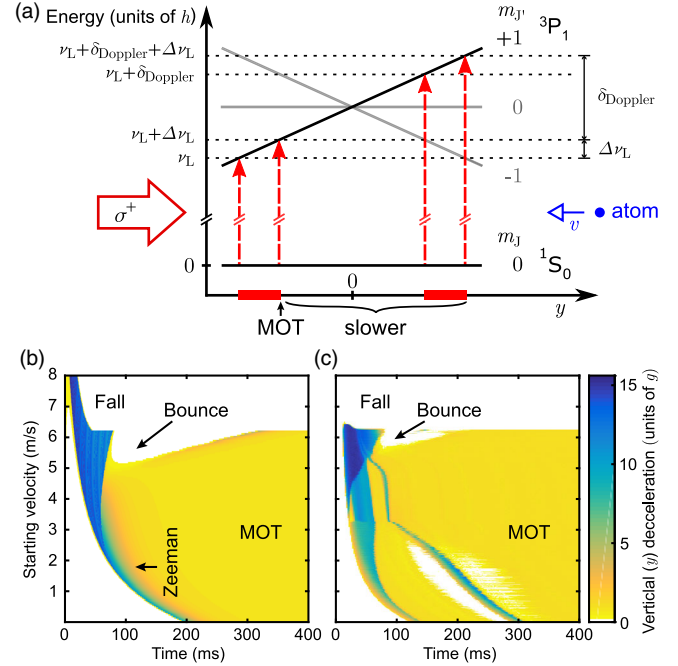 (a) Energy (units of h)
m_J' ³P₁
+1
ν_L+δ_Doppler+Δν_L
ν_L+δ_Doppler
0
δ_Doppler
ν_L+Δν_L
Δν_L
ν_L
-1
σ⁺
v atom
m_J
0 0 ¹S₀
0
y
MOT slower
(b) (c)
8
7
6
5
4
3
2
1
Starting velocity (m/s)
Fall
Bounce
MOT
Zeeman
0 100 200 300 400
Time (ms)
Fall
Bounce
MOT
0 100 200 300 400
Time (ms)
15
10
5
0
Verticial (y) decceleration (units of g)